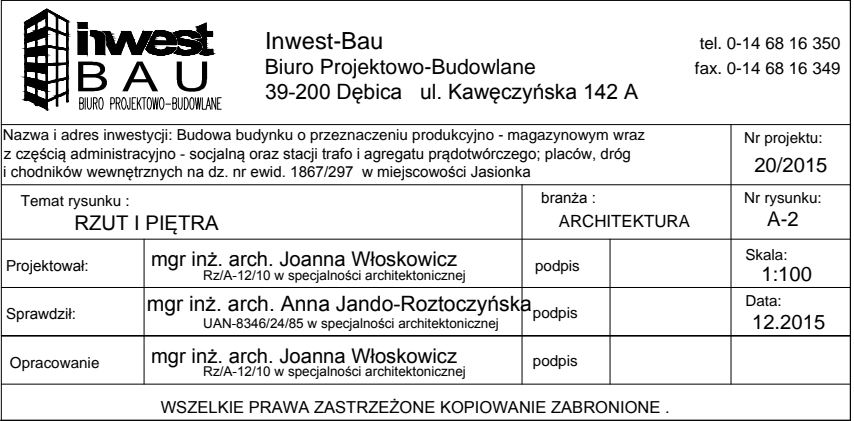 inwest
BAU
BIURO PROJEKTOWO-BUDOWLANE
Inwest-Bau
Biuro Projektowo-Budowlane
39-200 Dębica ul. Kawęczyńska 142 A
tel. 0-14 68 16 350
fax. 0-14 68 16 349
Nazwa i adres inwestycji: Budowa budynku o przeznaczeniu produkcyjno - magazynowym wraz
z częścią administracyjno - socjalną oraz stacji trafo i agregatu prądotwórczego; placów, dróg
i chodników wewnętrznych na dz. nr ewid. 1867/297 w miejscowości Jasionka
Nr projektu:
20/2015
Temat rysunku :
RZUT I PIĘTRA
branża :
ARCHITEKTURA
Nr rysunku:
A-2
Projektował:
mgr inż. arch. Joanna Włoskowicz
Rz/A-12/10 w specjalności architektonicznej
podpis
Skala:
1:100
Sprawdził:
mgr inż. arch. Anna Jando-Roztoczyńska
UAN-8346/24/85 w specjalności architektonicznej
podpis
Data:
12.2015
Opracowanie
mgr inż. arch. Joanna Włoskowicz
Rz/A-12/10 w specjalności architektonicznej
podpis
WSZELKIE PRAWA ZASTRZEŻONE KOPIOWANIE ZABRONIONE .